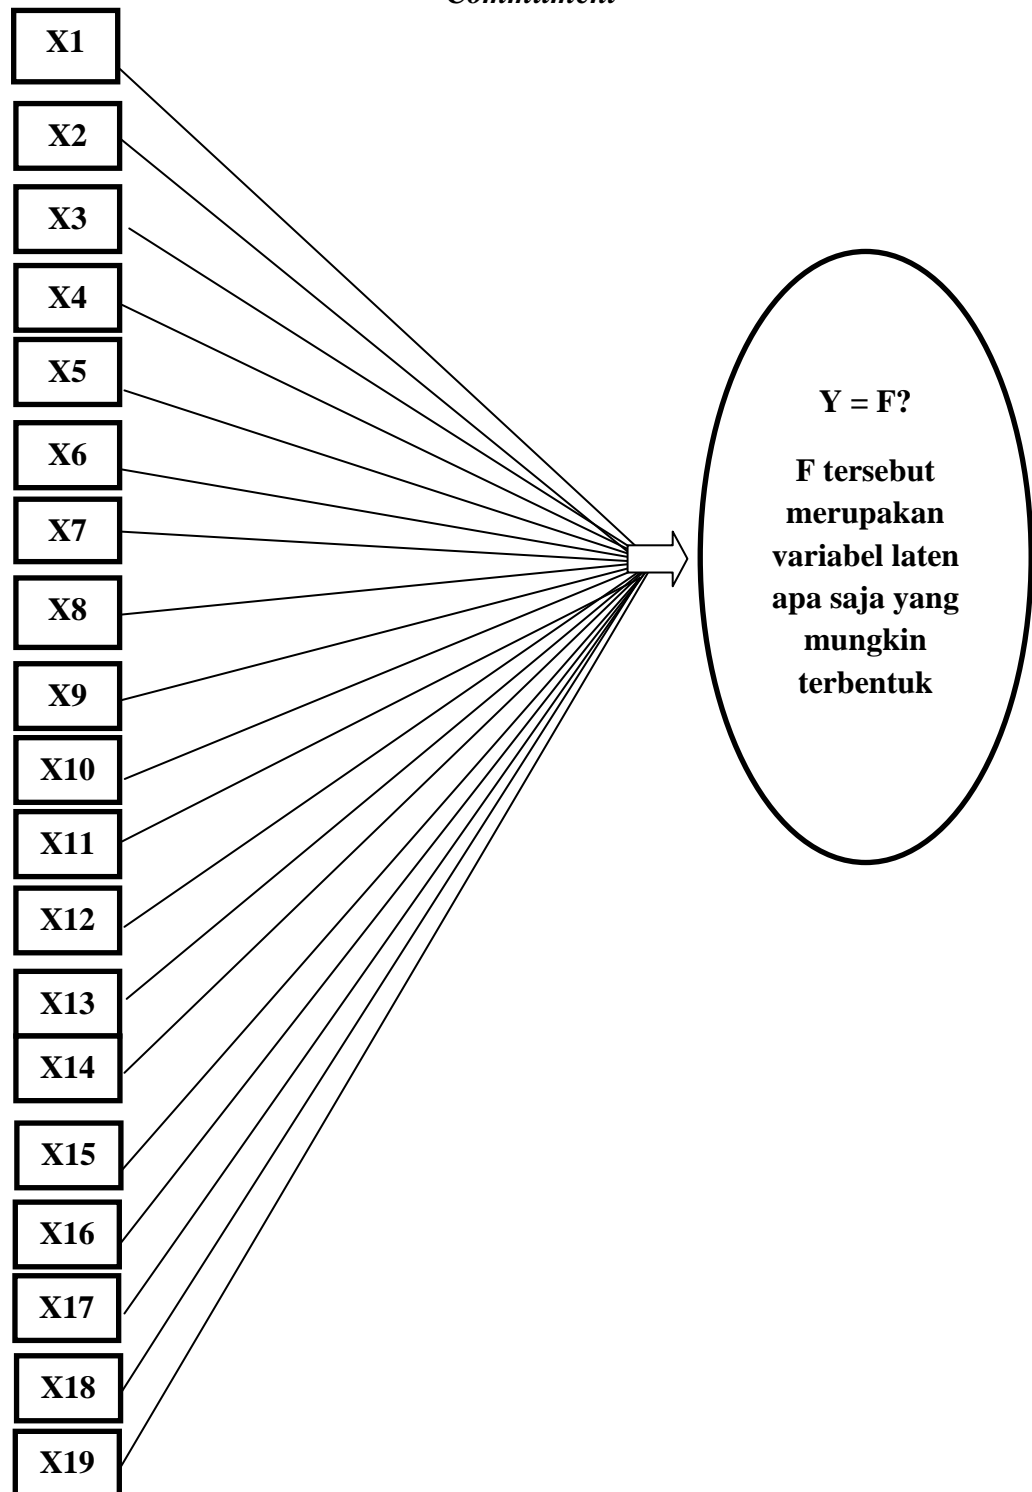 Commitment
X1
X2
X3
X4
X5
X6
X7
X8
X9
X10
X11
X12
X13
X14
X15
X16
X17
X18
X19
Y = F?
F tersebut
merupakan
variabel laten
apa saja yang
mungkin
terbentuk